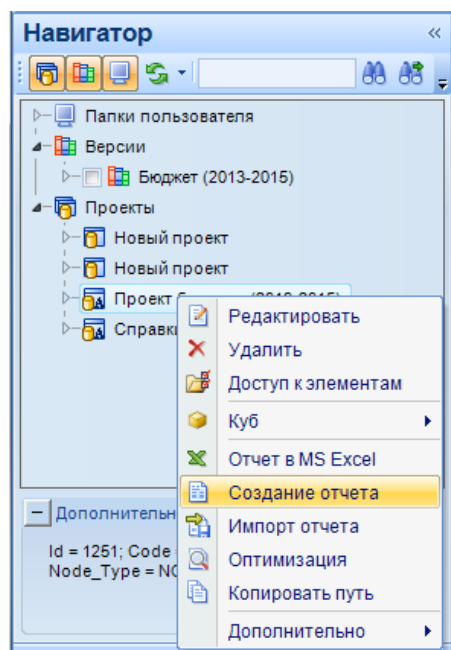 Навигатор
Папки пользователя
Версии
Бюджет (2013-2015)
Проекты
Новый проект
Новый проект
Проект
Справк
Редактировать
Удалить
Доступ к элементам
Куб
Отчет в MS Excel
Создание отчета
Импорт отчета
Оптимизация
Копировать путь
Дополнительно
Дополнительн
Id = 1251; Code =
Node_Type = NO